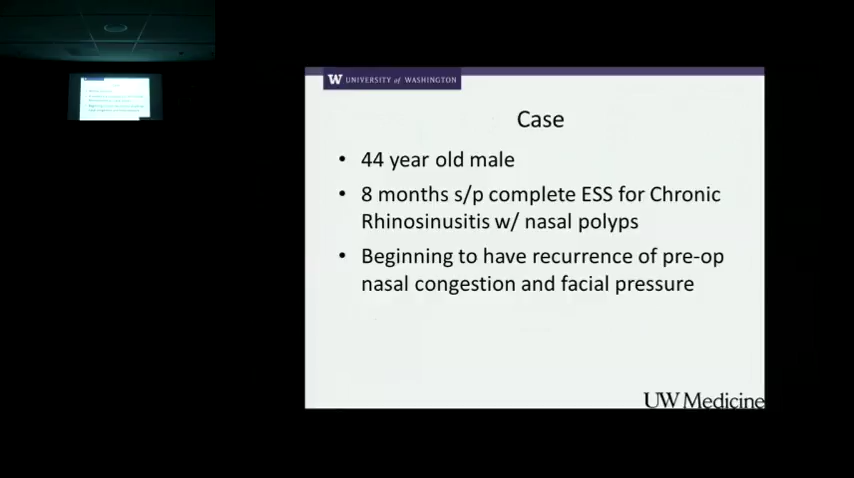 W UNIVERSITY of WASHINGTON
Case
• 44 year old male
• 8 months s/p complete ESS for Chronic
Rhinosinusitis w/ nasal polyps
• Beginning to have recurrence of pre-op
nasal congestion and facial pressure
UW Medicine